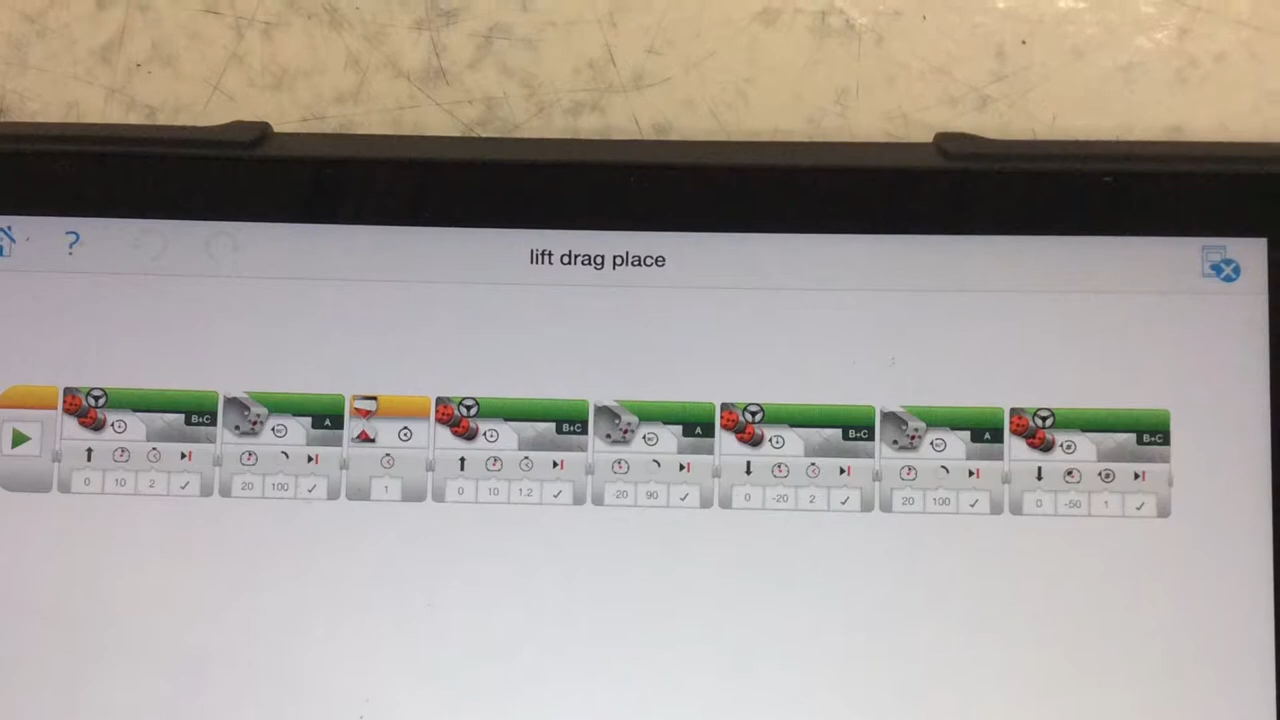 ?
lift drag place
B+C
A
B+C
A
B+C
A
B+C
0 10 2
20 100
1
0 10 1.2
-20 90
0 -20 2
20 100
0 -50 1